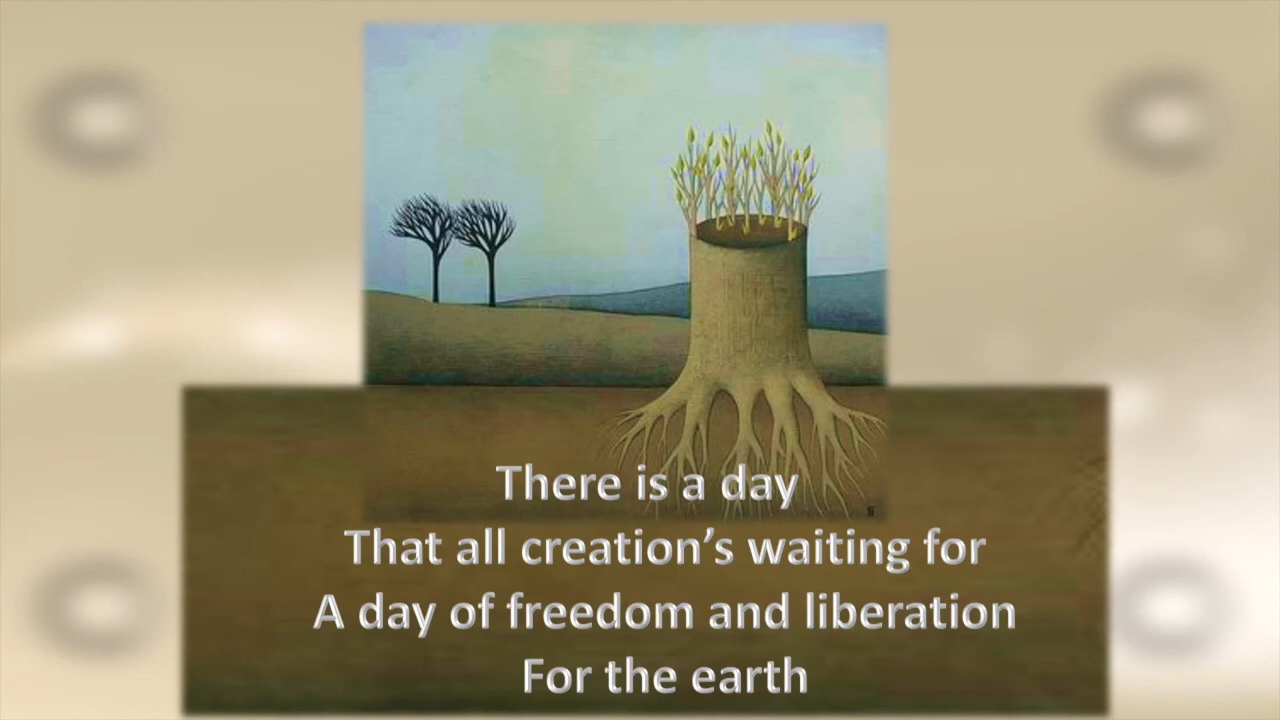 There is a day
That all creation’s waiting for
A day of freedom and liberation
For the earth